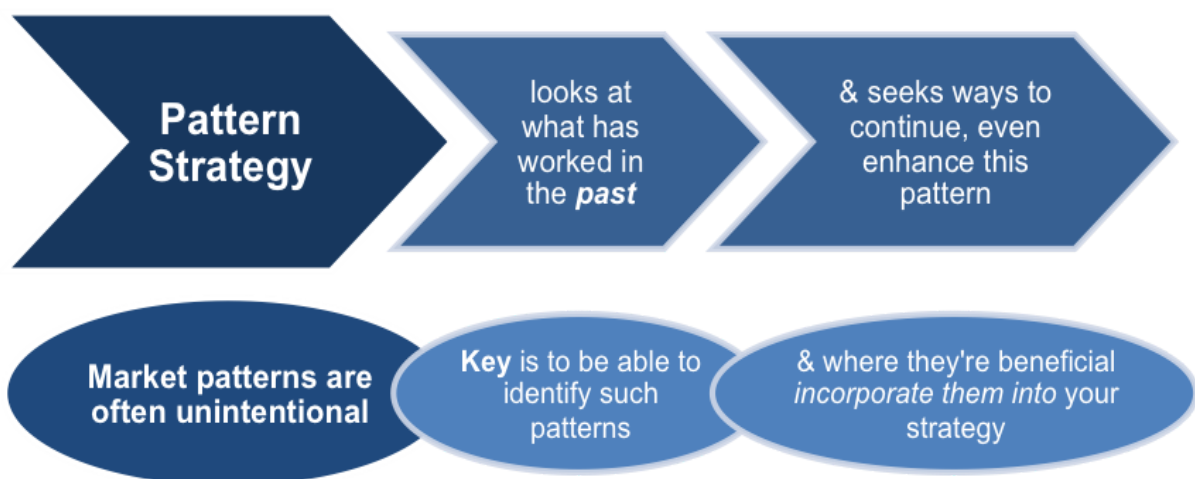 Pattern
Strategy
looks at
what has
worked in
the past
& seeks ways to
continue, even
enhance this
pattern
Market patterns are
often unintentional
Key is to be able to
identify such
patterns
& where they're beneficial
incorporate them into your
strategy